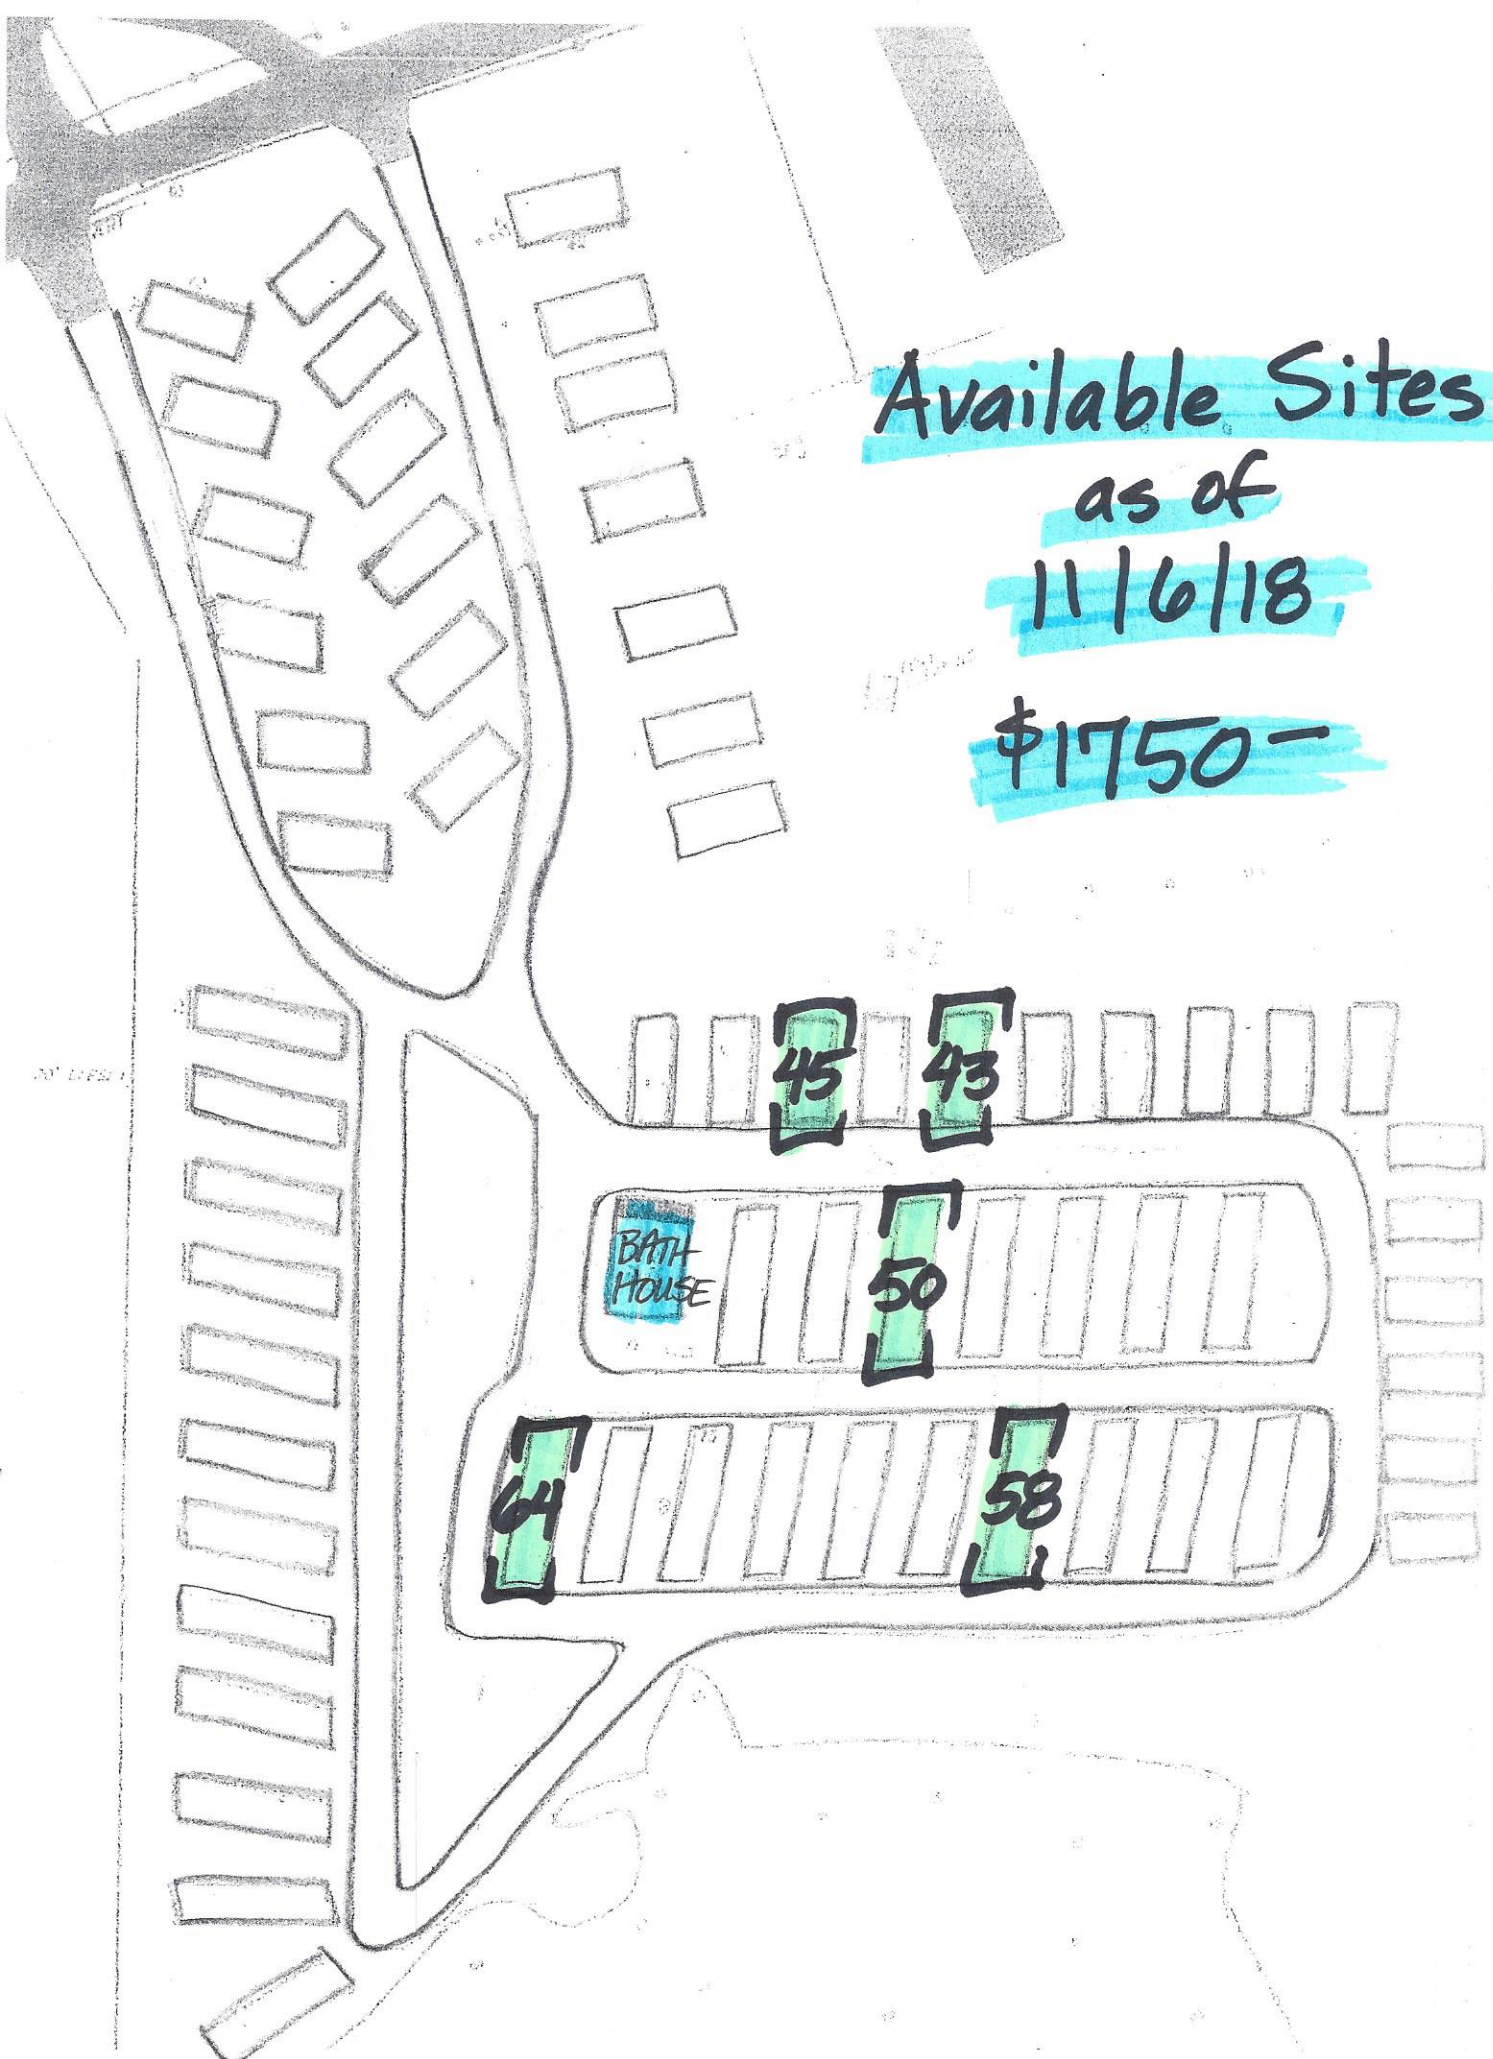 Available Sites
as of
11/6/18
$1750-
45
43
BATH
HOUSE
50
64
58